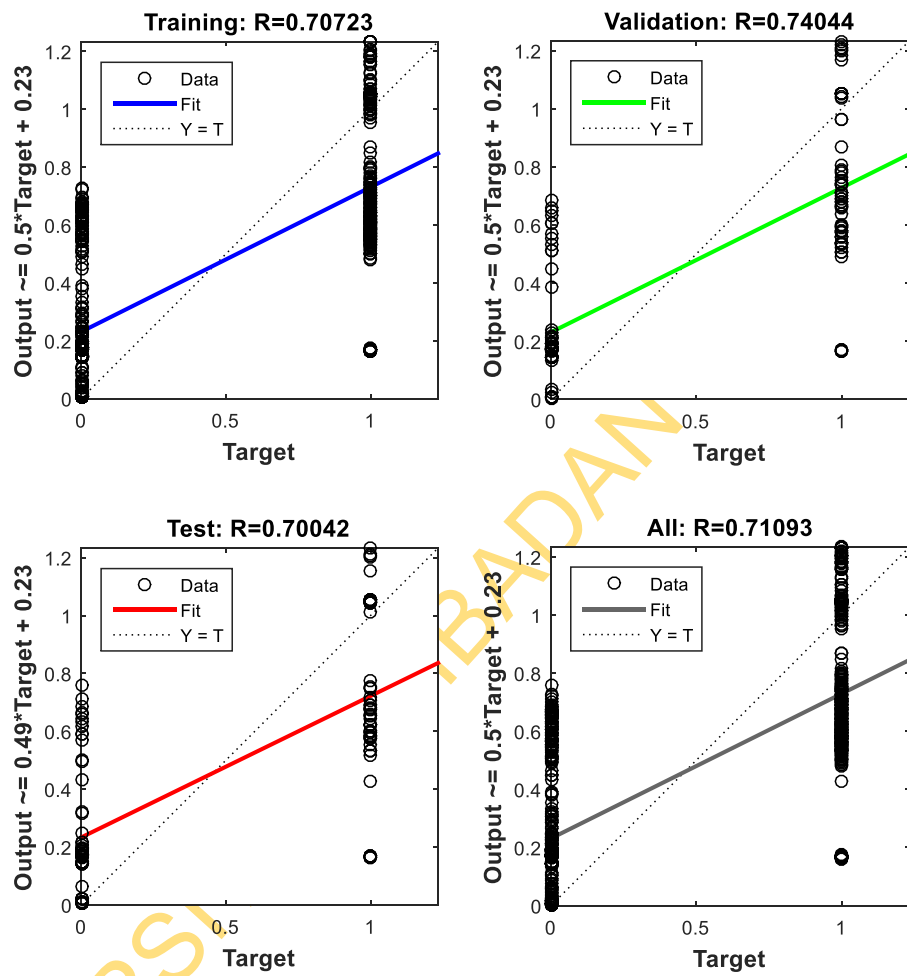 Training: R=0.70723
Output ~= 0.5*Target + 0.23
1.2
1
0.8
0.6
0.4
0.2
0
Data
Fit
Y = T
0
0.5
1
Target
Validation: R=0.74044
Output ~= 0.5*Target + 0.23
1.2
1
0.8
0.6
0.4
0.2
0
Data
Fit
Y = T
0
0.5
1
Target
Test: R=0.70042
Output ~= 0.49*Target + 0.23
1.2
1
0.8
0.6
0.4
0.2
0
Data
Fit
Y = T
0
0.5
1
Target
All: R=0.71093
Output ~= 0.5*Target + 0.23
1.2
1
0.8
0.6
0.4
0.2
0
Data
Fit
Y = T
0
0.5
1
Target
IBADAN